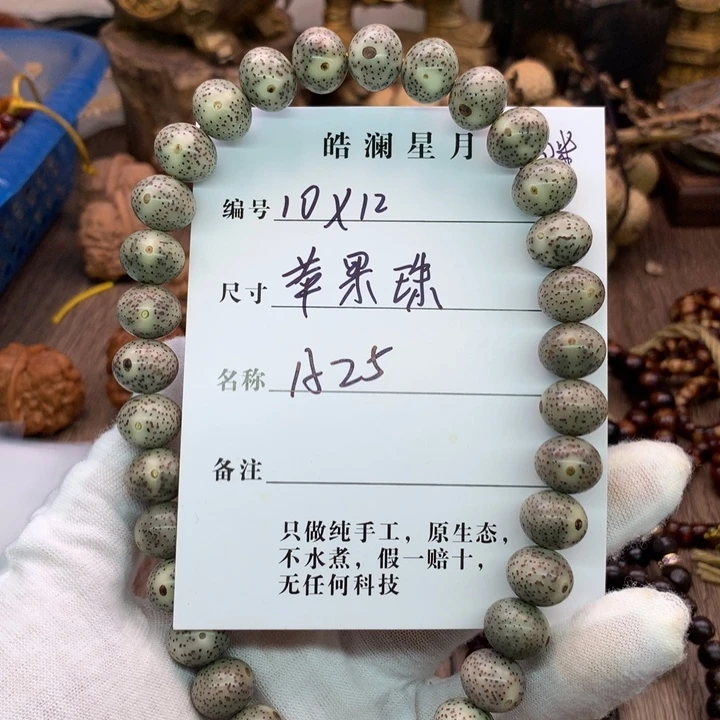 皓澜星月
编号 10X12
尺寸 苹果珠
名称 A25
备注
只做纯手工，原生态，
不水煮，假一赔十，
无任何科技